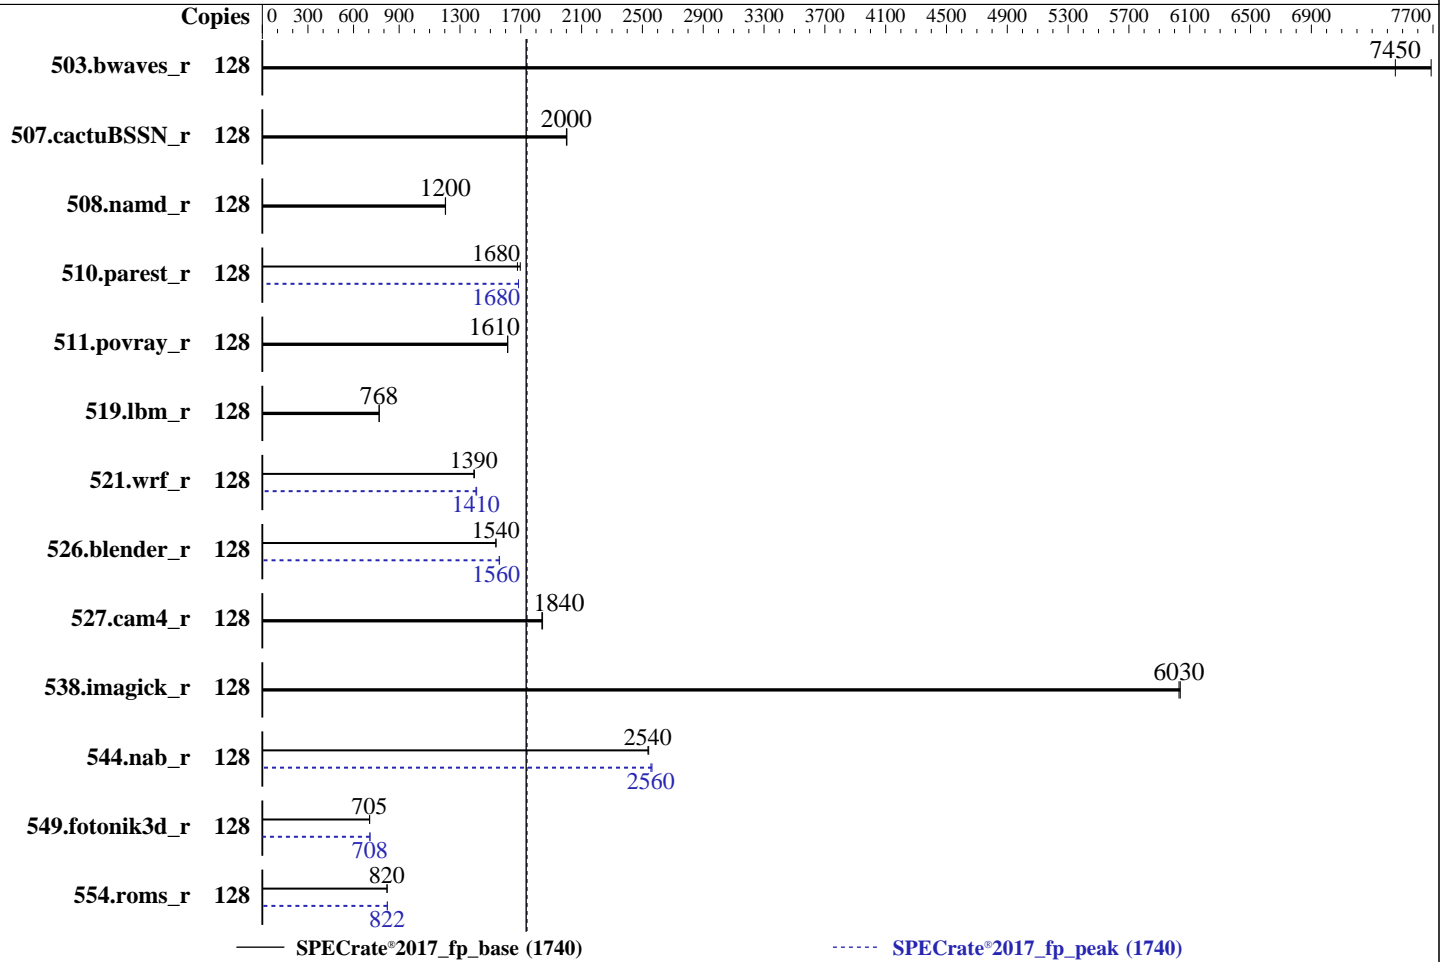 Copies 0 300 600 900 1300 1700 2100 2500 2900 3300 3700 4100 4500 4900 5300 5700 6100 6500 6900 7700
503.bwaves_r 128 7450
507.cactuBSSN_r 128 2000
508.namd_r 128 1200
1680
510.parest_r 128
1680
511.povray_r 128 1610
519.lbm_r 128 768
1390
521.wrf_r 128
1410
1540
526.blender_r 128
1560
527.cam4_r 128 1840
538.imagick_r 128 6030
2540
544.nab_r 128
2560
705
549.fotonik3d_r 128
708
820
554.roms_r 128
822
SPECrate®2017_fp_base (1740) SPECrate®2017_fp_peak (1740)